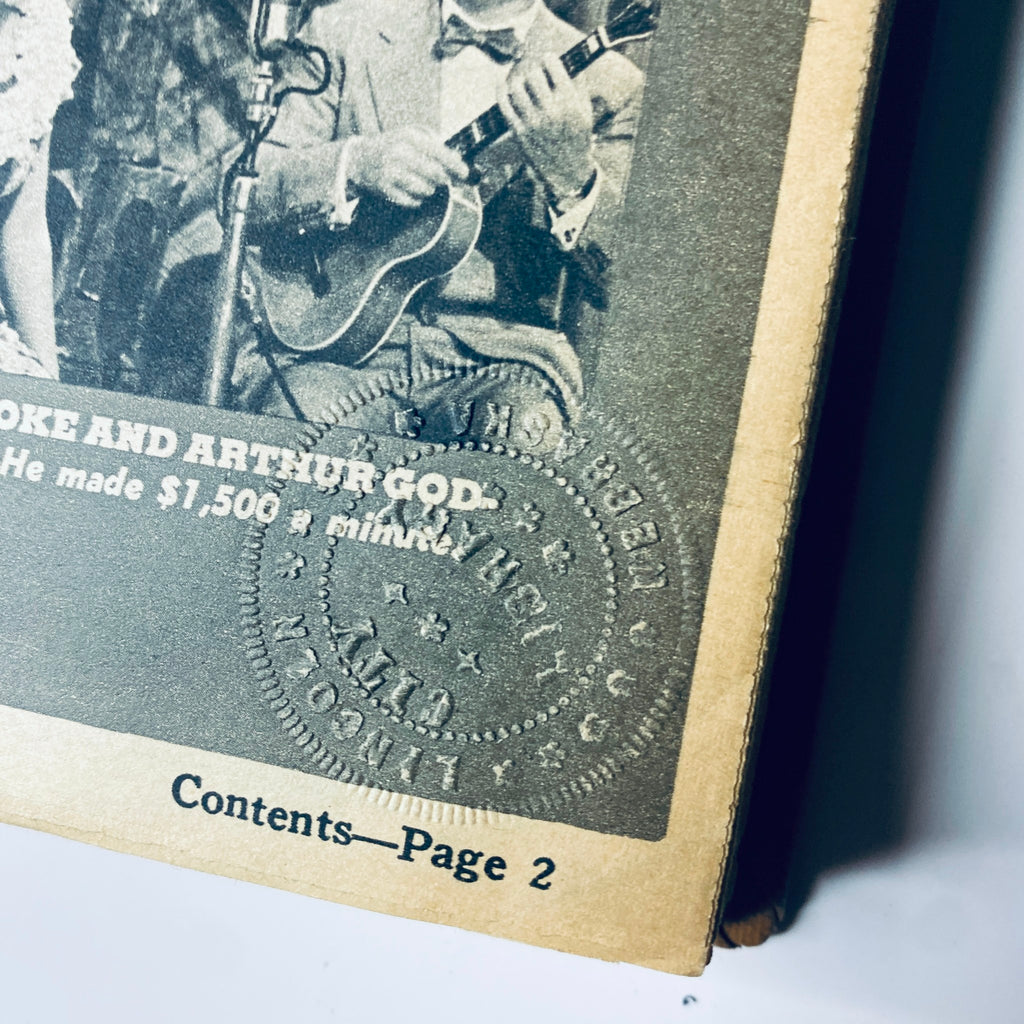 OKE AND ARTHUR GOD-
He made $1,500 a minute.
LINCOLN
CITY
LIBRARY
NEBRASKA
Contents—Page 2